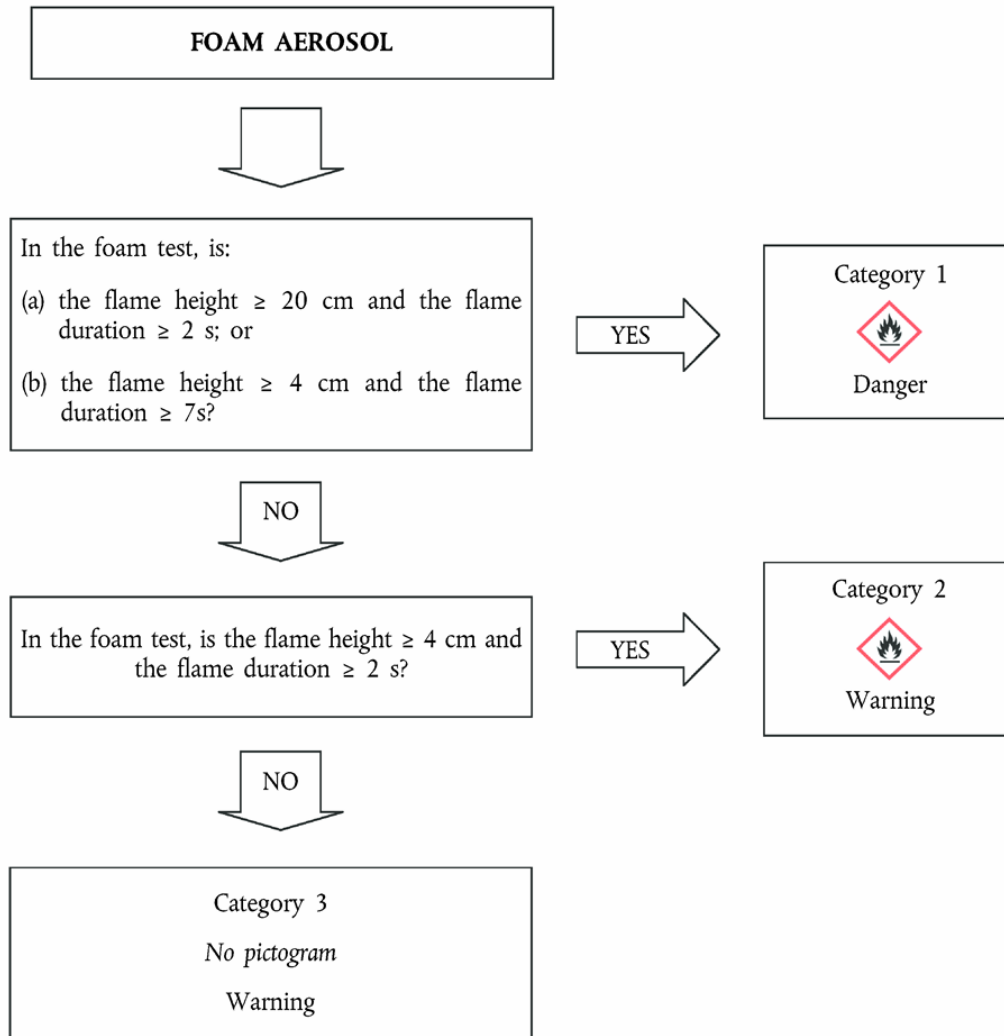 FOAM AEROSOL
In the foam test, is:
(a) the flame height ≥ 20 cm and the flame
duration ≥ 2 s; or
(b) the flame height ≥ 4 cm and the flame
duration ≥ 7s?
YES
Category 1
Danger
NO
In the foam test, is the flame height ≥ 4 cm and
the flame duration ≥ 2 s?
YES
Category 2
Warning
NO
Category 3
No pictogram
Warning